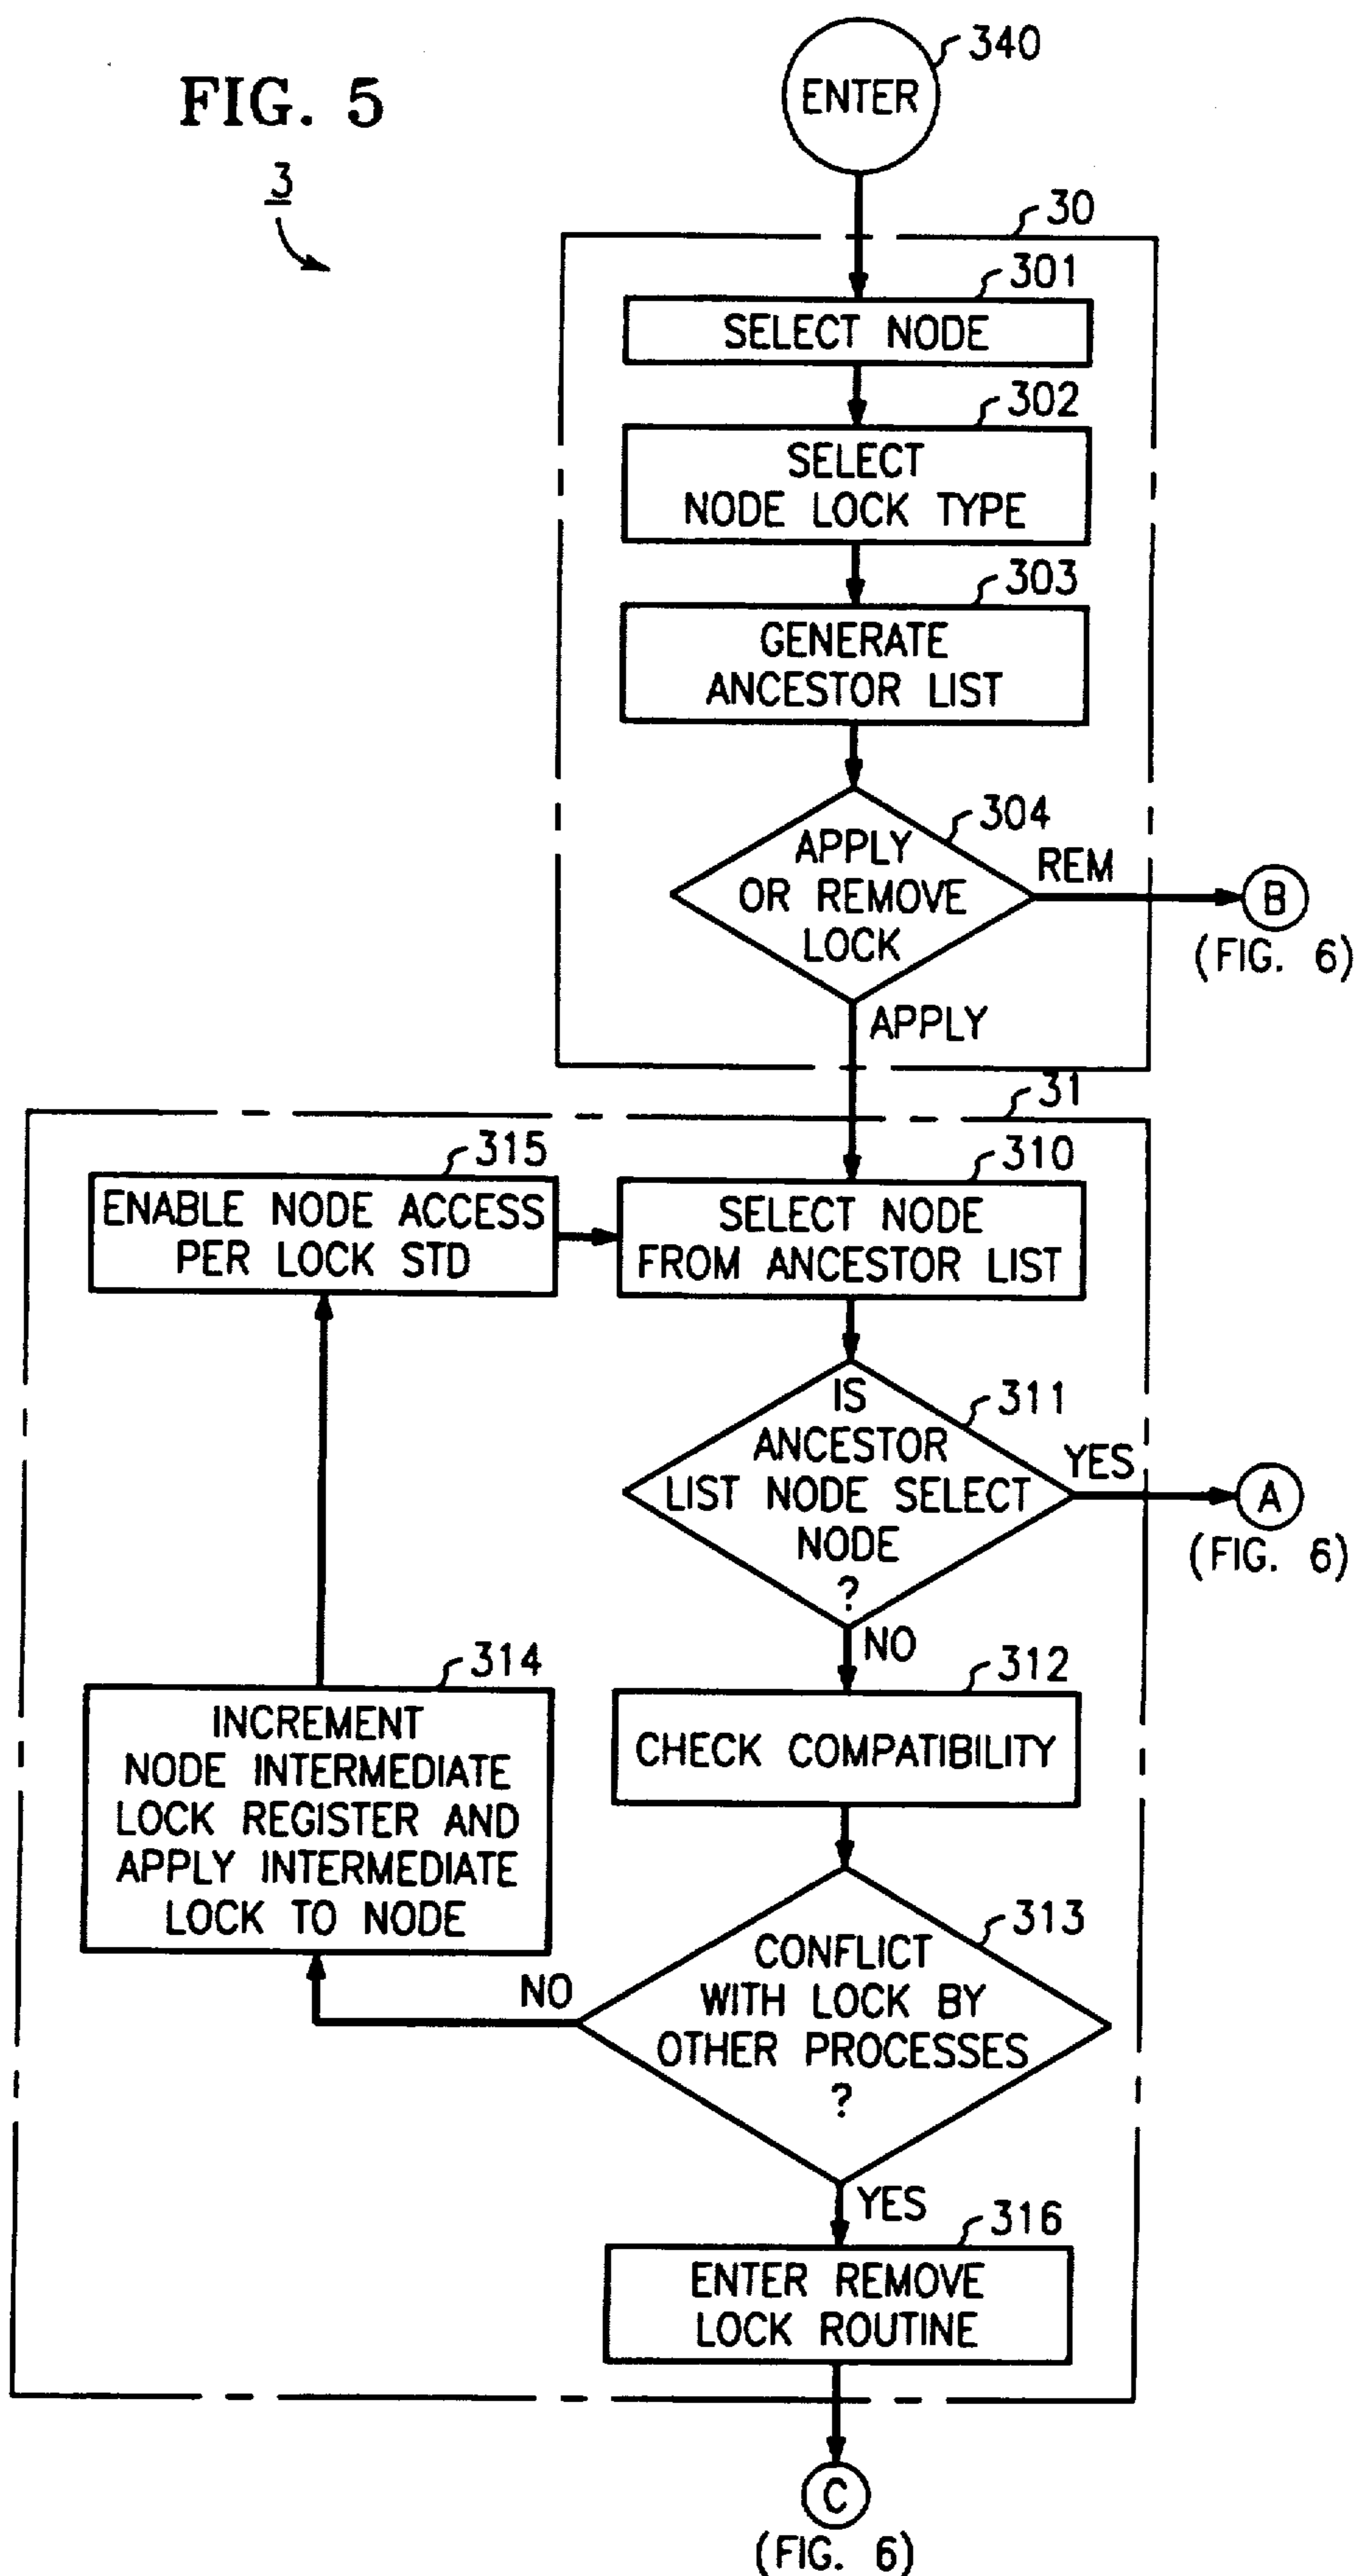 FIG. 5
3
340
ENTER
30
301
SELECT NODE
302
SELECT
NODE LOCK TYPE
303
GENERATE
ANCESTOR LIST
304
APPLY
OR REMOVE
LOCK
REM
B
(FIG. 6)
APPLY
31
315
ENABLE NODE ACCESS
PER LOCK STD
310
SELECT NODE
FROM ANCESTOR LIST
311
IS
ANCESTOR
LIST NODE SELECT
NODE
?
YES
A
(FIG. 6)
NO
312
CHECK COMPATIBILITY
314
INCREMENT
NODE INTERMEDIATE
LOCK REGISTER AND
APPLY INTERMEDIATE
LOCK TO NODE
313
CONFLICT
WITH LOCK BY
OTHER PROCESSES
?
NO
YES
316
ENTER REMOVE
LOCK ROUTINE
C
(FIG. 6)